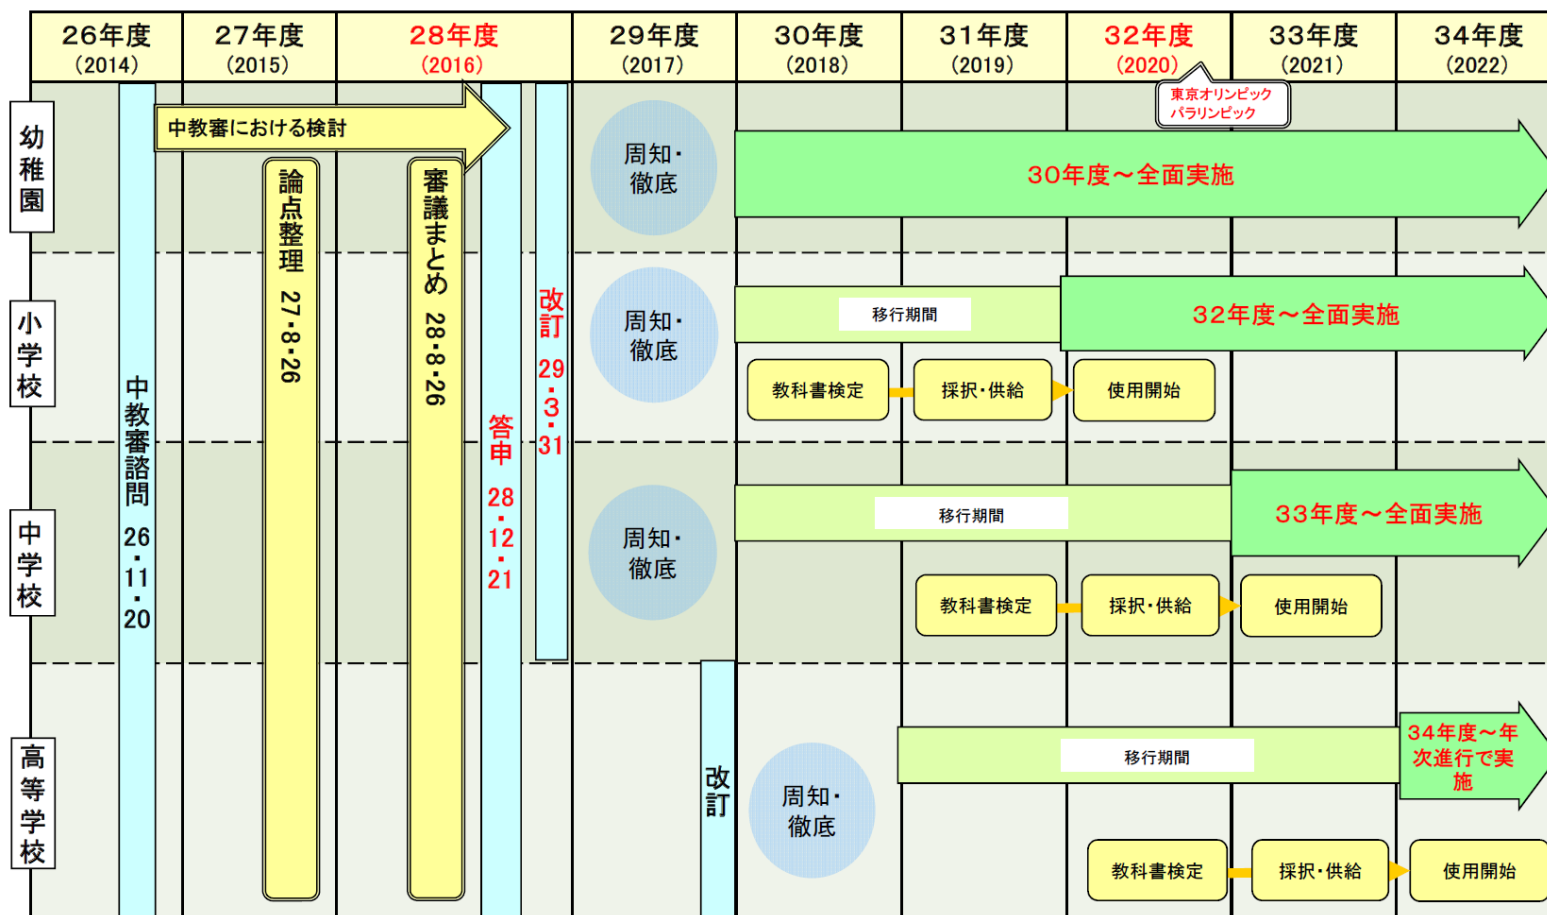 26年度
(2014)
27年度
(2015)
28年度
(2016)
29年度
(2017)
30年度
(2018)
31年度
(2019)
32年度
(2020)
33年度
(2021)
34年度
(2022)
東京オリンピック
パラリンピック
中教審諮問 26・11・20
中教審における検討
論点整理 27・8・26
審議まとめ 28・8・26
答申 28・12・21
改訂 29・3・31
幼稚園
周知・
徹底
30年度～全面実施
小学校
周知・
徹底
移行期間
32年度～全面実施
教科書検定
採択・供給
使用開始
中学校
周知・
徹底
移行期間
33年度～全面実施
教科書検定
採択・供給
使用開始
高等学校
改訂
周知・
徹底
移行期間
34年度～年
次進行で実
施
教科書検定
採択・供給
使用開始